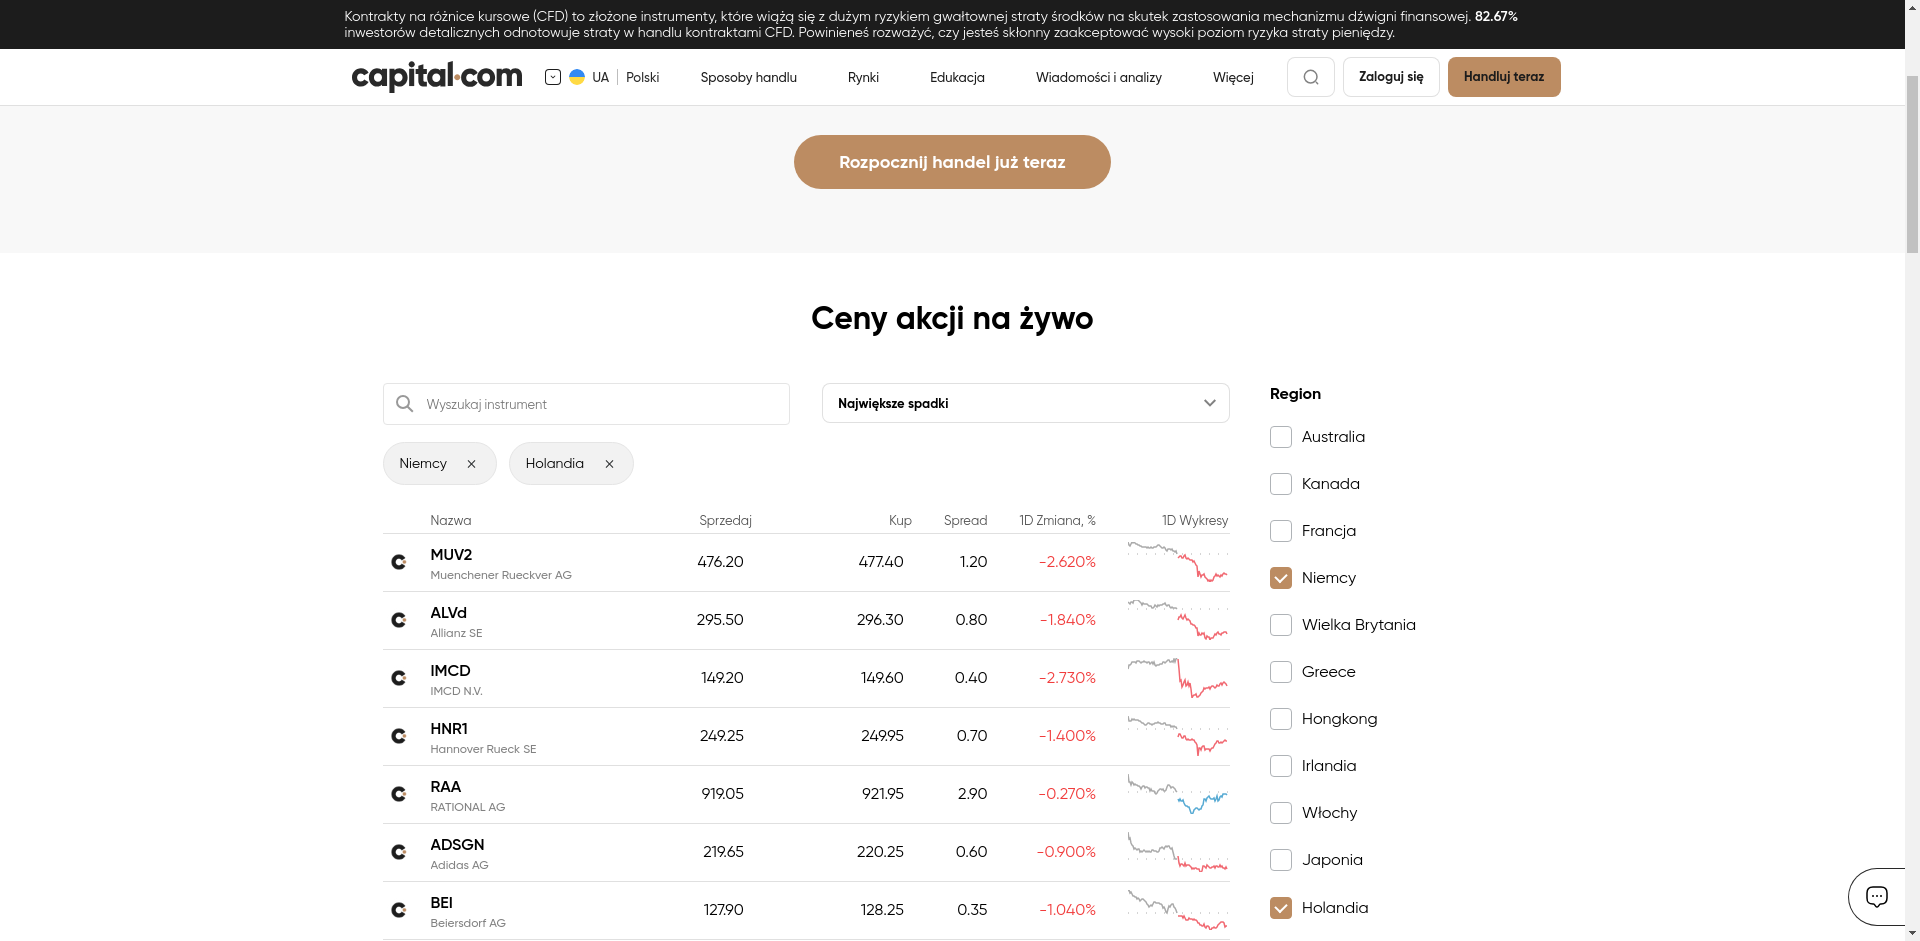 Kontrakty na różnice kursowe (CFD) to złożone instrumenty, które wiążą się z dużym ryzykiem gwałtownej straty środków na skutek zastosowania mechanizmu dźwigni finansowej. 82.67%
inwestorów detalicznych odnotowuje straty w handlu kontraktami CFD. Powinieneś rozważyć, czy jesteś skłonny zaakceptować wysoki poziom ryzyka straty pieniędzy.
capital.com UA Polski Sposoby handlu Rynki Edukacja Wiadomości i analizy Więcej Zaloguj się Handluj teraz
Rozpocznij handel już teraz
Ceny akcji na żywo
Wyszukaj instrument
Największe spadki
Niemcy Holandia
Nazwa Sprzedaj Kup Spread 1D Zmiana, % 1D Wykresy
MUV2
Muenchener Rueckver AG
476.20 477.40 1.20 -2.620%
ALVd
Allianz SE
295.50 296.30 0.80 -1.840%
IMCD
IMCD N.V.
149.20 149.60 0.40 -2.730%
HNR1
Hannover Rueck SE
249.25 249.95 0.70 -1.400%
RAA
RATIONAL AG
919.05 921.95 2.90 -0.270%
ADSGN
Adidas AG
219.65 220.25 0.60 -0.900%
BEI
Beiersdorf AG
127.90 128.25 0.35 -1.040%
Region
Australia
Kanada
Francja
Niemcy
Wielka Brytania
Greece
Hongkong
Irlandia
Włochy
Japonia
Holandia